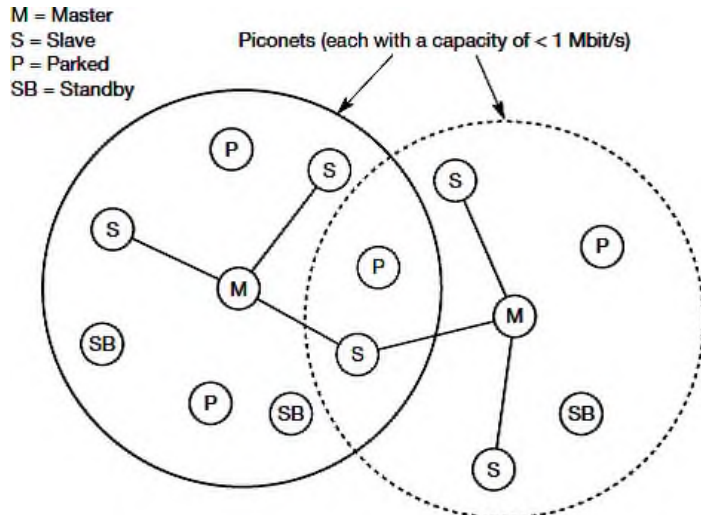 M = Master
S = Slave
P = Parked
SB = Standby
Piconets (each with a capacity of < 1 Mbit/s)
P
S
S
S
P
P
M
M
SB
S
P
SB
SB
S